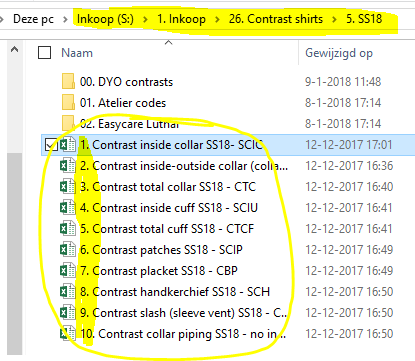 Deze pc > Inkoop (S:) > 1. Inkoop > 26. Contrast shirts > 5. SS18
Naam Gewijzigd op
00. DYO contrasts 9-1-2018 11:48
01. Atelier codes 8-1-2018 17:14
02. Easycare Luthai 8-1-2018 17:14
1. Contrast inside collar SS18- SCIC 12-12-2017 17:01
2. Contrast inside-outside collar (colla... 12-12-2017 16:36
3. Contrast total collar SS18 - CTC 12-12-2017 16:40
4. Contrast inside cuff SS18 - SCIU 12-12-2017 16:41
5. Contrast total cuff SS18 - CTCF 12-12-2017 16:41
6. Contrast patches SS18 - SCIP 12-12-2017 16:49
7. Contrast placket SS18 - CBP 12-12-2017 16:49
8. Contrast handkerchief SS18 - SCH 12-12-2017 16:50
9. Contrast slash (sleeve vent) SS18 - C... 12-12-2017 16:50
10. Contrast collar piping SS18 - no in... 12-12-2017 16:50